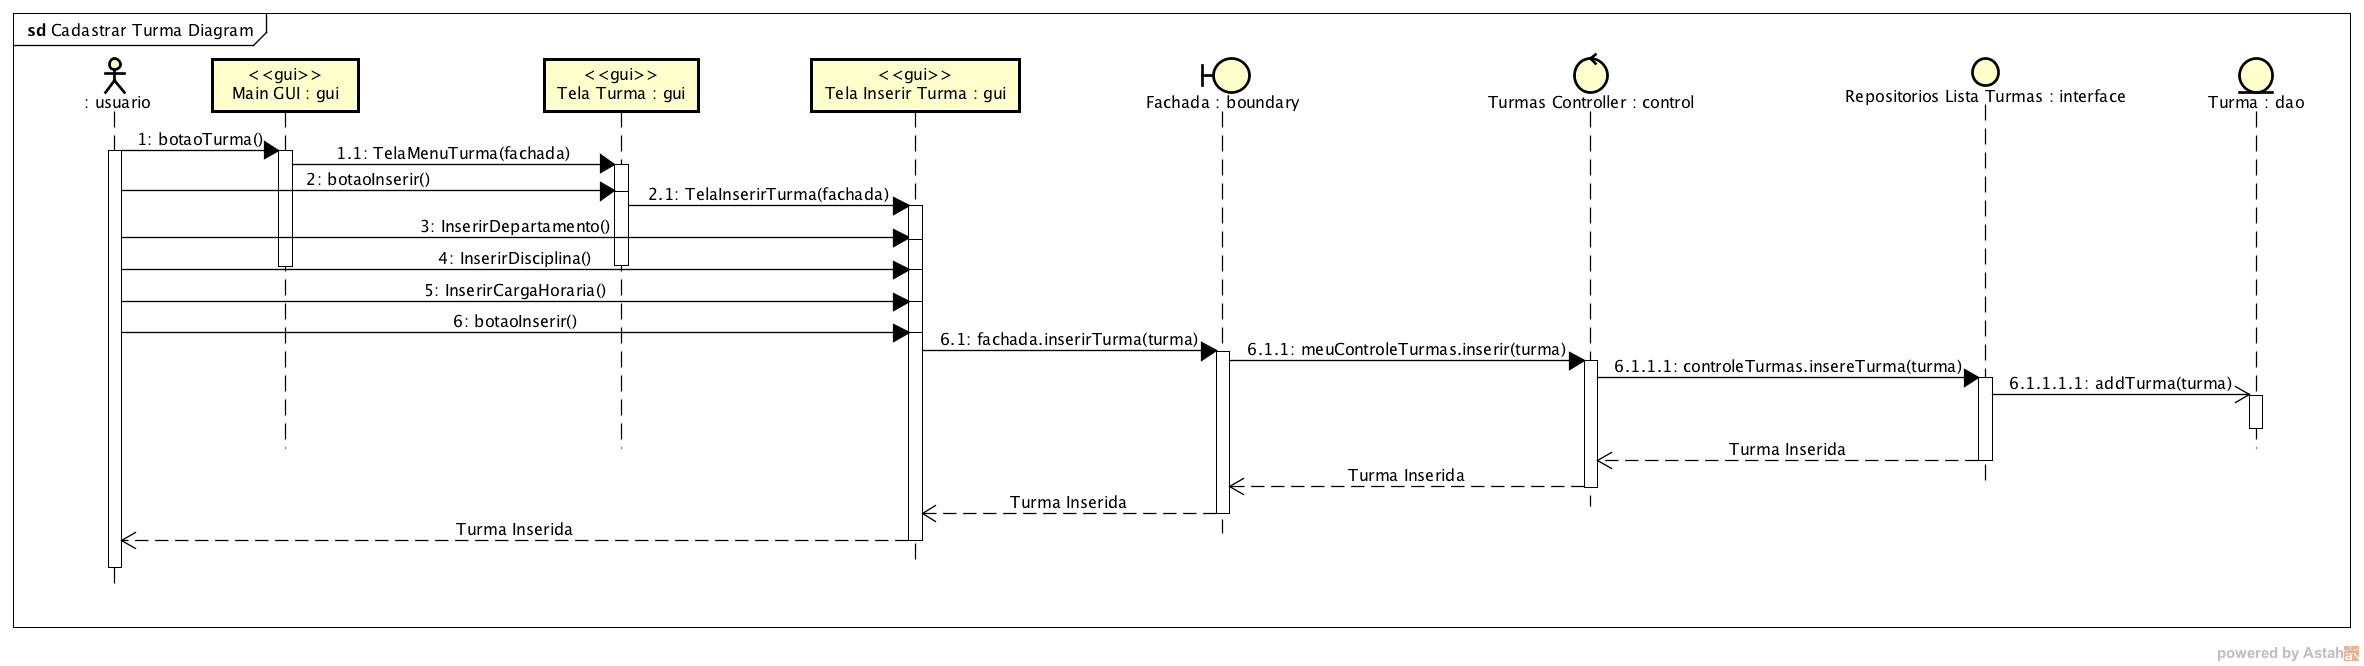 sd Cadastrar Turma Diagram
: usuario
<<gui>>
Main GUI : gui
<<gui>>
Tela Turma : gui
<<gui>>
Tela Inserir Turma : gui
Fachada : boundary
Turmas Controller : control
Repositorios Lista Turmas : interface
Turma : dao
1: botaoTurma()
1.1: TelaMenuTurma(fachada)
2: botaoInserir()
2.1: TelaInserirTurma(fachada)
3: InserirDepartamento()
4: InserirDisciplina()
5: InserirCargaHoraria()
6: botaoInserir()
6.1: fachada.inserirTurma(turma)
6.1.1: meuControleTurmas.inserir(turma)
6.1.1.1: controleTurmas.insereTurma(turma)
6.1.1.1.1: addTurma(turma)
Turma Inserida
Turma Inserida
Turma Inserida
Turma Inserida
powered by Astah